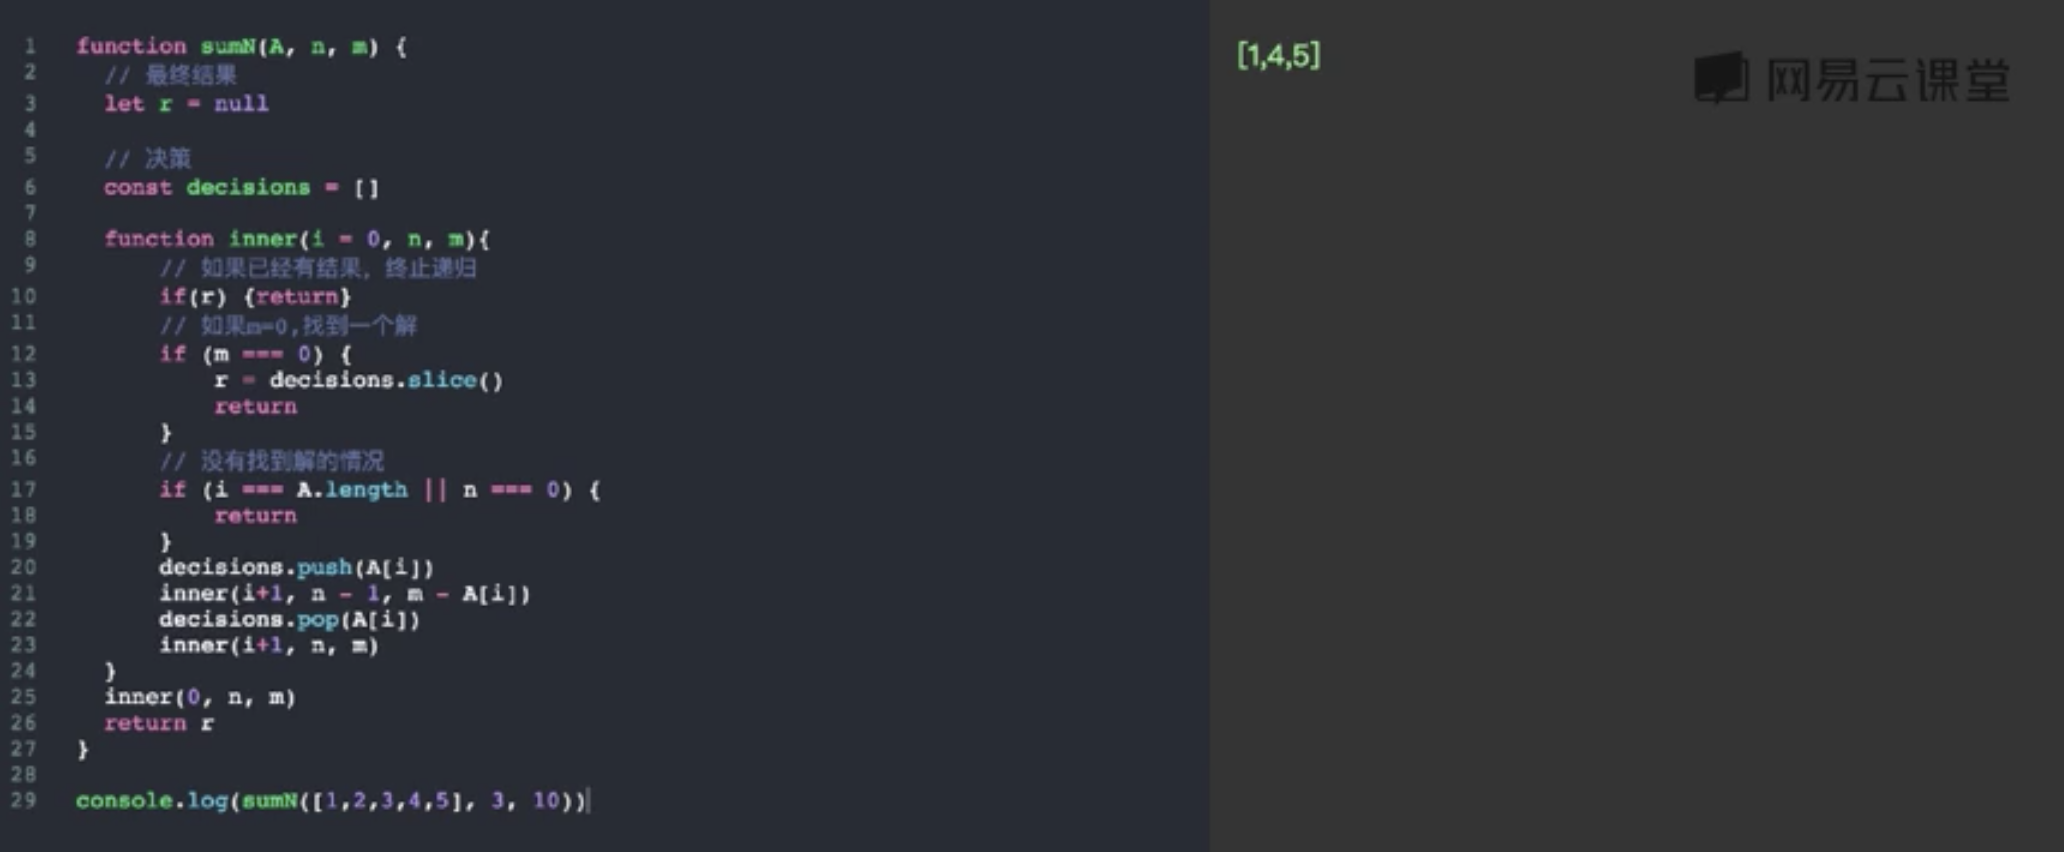 1 function sumN(A, n, m) {
2 // 最终结果
3 let r = null
4
5 // 决策
6 const decisions = []
7
8 function inner(i = 0, n, m){
9 // 如果已经有结果，终止递归
10 if(r) {return}
11 // 如果m=0,找到一个解
12 if (m === 0) {
13 r = decisions.slice()
14 return
15 }
16 // 没有找到解的情况
17 if (i === A.length || n === 0) {
18 return
19 }
20 decisions.push(A[i])
21 inner(i+1, n - 1, m - A[i])
22 decisions.pop(A[i])
23 inner(i+1, n, m)
24 }
25 inner(0, n, m)
26 return r
27 }
28
29 console.log(sumN([1,2,3,4,5], 3, 10))
[1,4,5]
网易云课堂